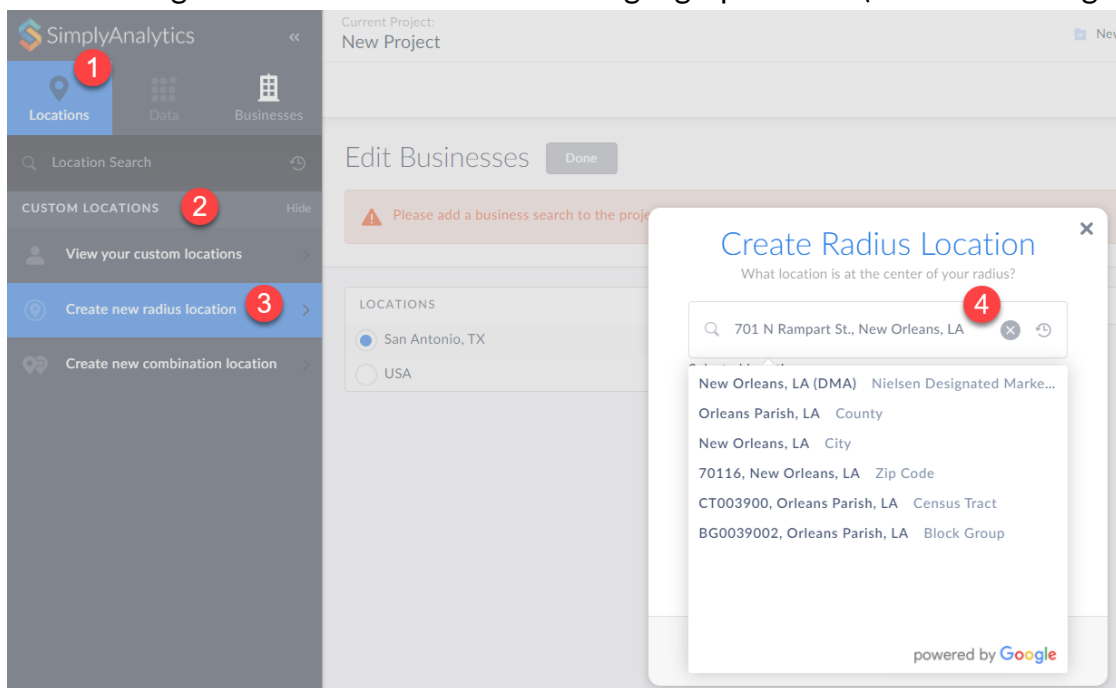 SimplyAnalytics «
Current Project:
New Project
New
1
Locations
Data
Businesses
Location Search
Edit Businesses Done
CUSTOM LOCATIONS 2 Hide
Please add a business search to the proje
View your custom locations
Create new radius location 3
Create new combination location
LOCATIONS
San Antonio, TX
USA
Create Radius Location
What location is at the center of your radius?
4
701 N Rampart St., New Orleans, LA
New Orleans, LA (DMA) Nielsen Designated Marke...
Orleans Parish, LA County
New Orleans, LA City
70116, New Orleans, LA Zip Code
CT003900, Orleans Parish, LA Census Tract
BG0039002, Orleans Parish, LA Block Group
powered by Google